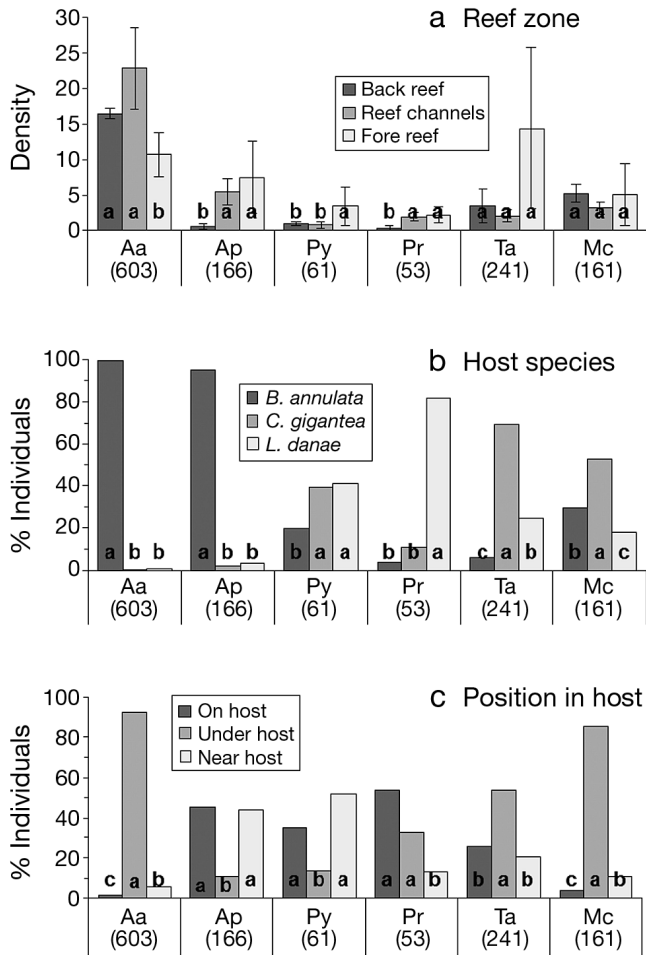 a Reef zone
30
25
20
15
10
5
0
Density
Back reef
Reef channels
Fore reef
a a b b a a b b a b a a a a a a a a
Aa Ap Py Pr Ta Mc
(603) (166) (61) (53) (241) (161)
b Host species
100
80
60
40
20
0
% Individuals
B. annulata
C. gigantea
L. danae
a b b a b b b a a b b a c a b b a c
Aa Ap Py Pr Ta Mc
(603) (166) (61) (53) (241) (161)
c Position in host
100
80
60
40
20
0
% Individuals
On host
Under host
Near host
c a b a b a a b a a a b b a b c a b
Aa Ap Py Pr Ta Mc
(603) (166) (61) (53) (241) (161)